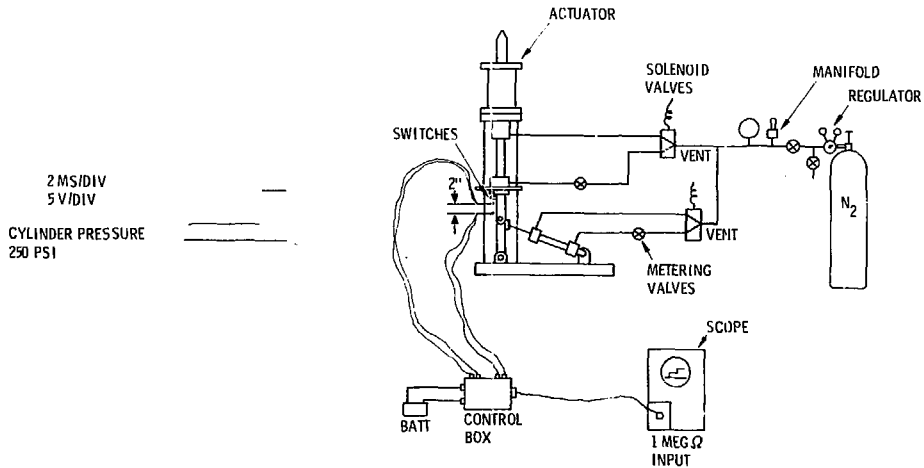 ACTUATOR
SOLENOID
VALVES
MANIFOLD
REGULATOR
SWITCHES
VENT
2"
N2
2 MS/DIV
5 V/DIV
CYLINDER PRESSURE
250 PSI
VENT
METERING
VALVES
SCOPE
BATT
CONTROL
BOX
1 MEG Ω
INPUT